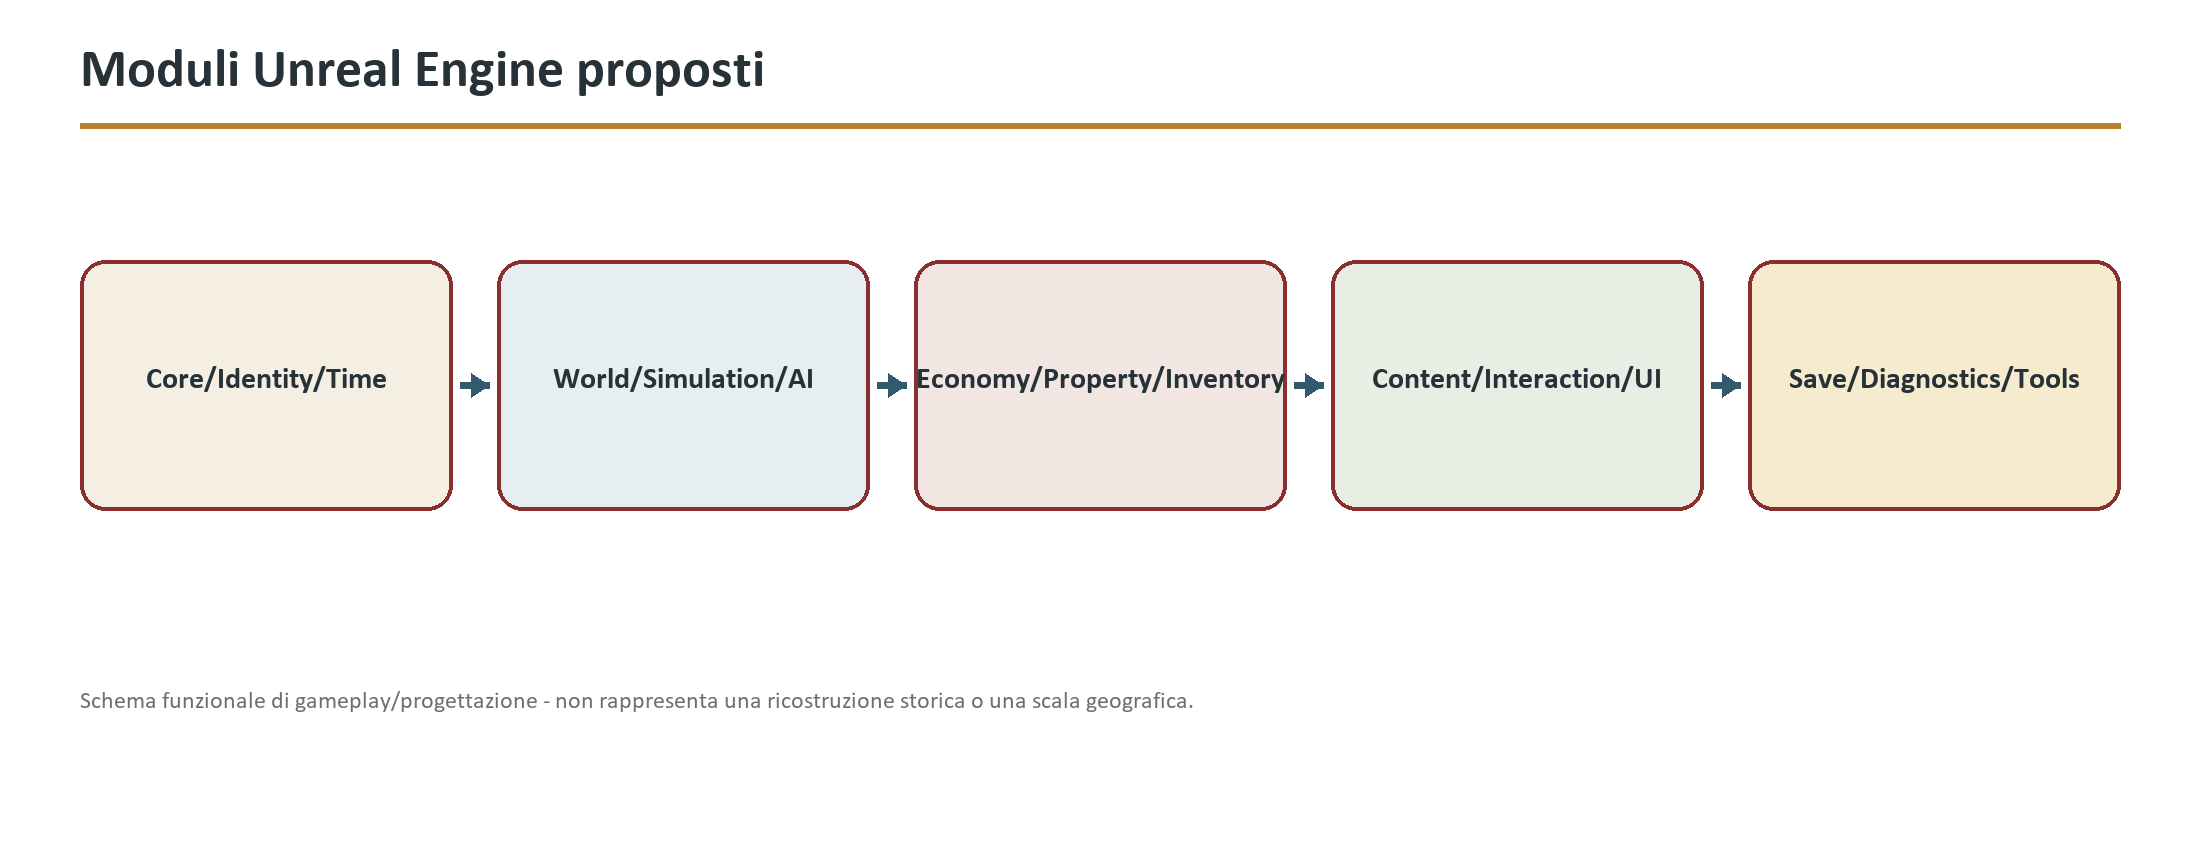 Moduli Unreal Engine proposti
Core/Identity/Time
World/Simulation/AI
Economy/Property/Inventory
Content/Interaction/UI
Save/Diagnostics/Tools
Schema funzionale di gameplay/progettazione - non rappresenta una ricostruzione storica o una scala geografica.